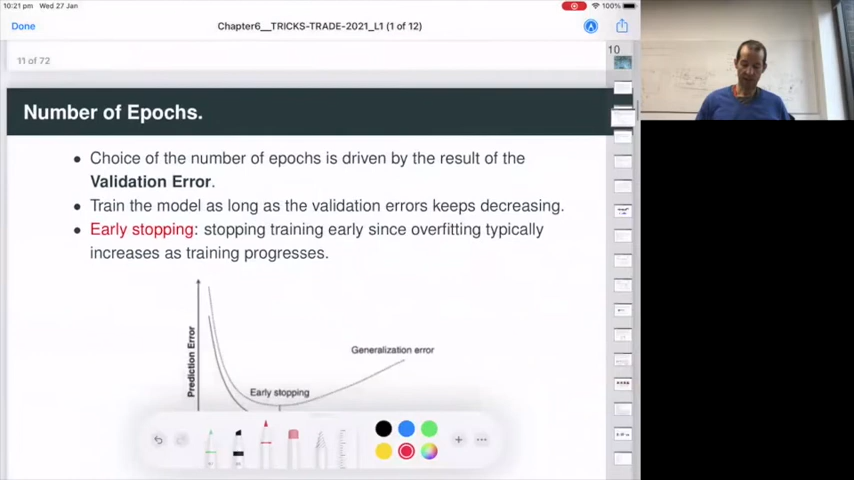 10:21 pm Wed 27 Jan
100%
Done
Chapter6__TRICKS-TRADE-2021_L1 (1 of 12)
11 of 72
10
Number of Epochs.
• Choice of the number of epochs is driven by the result of the
Validation Error.
• Train the model as long as the validation errors keeps decreasing.
• Early stopping: stopping training early since overfitting typically
increases as training progresses.
Prediction Error
Generalization error
Early stopping